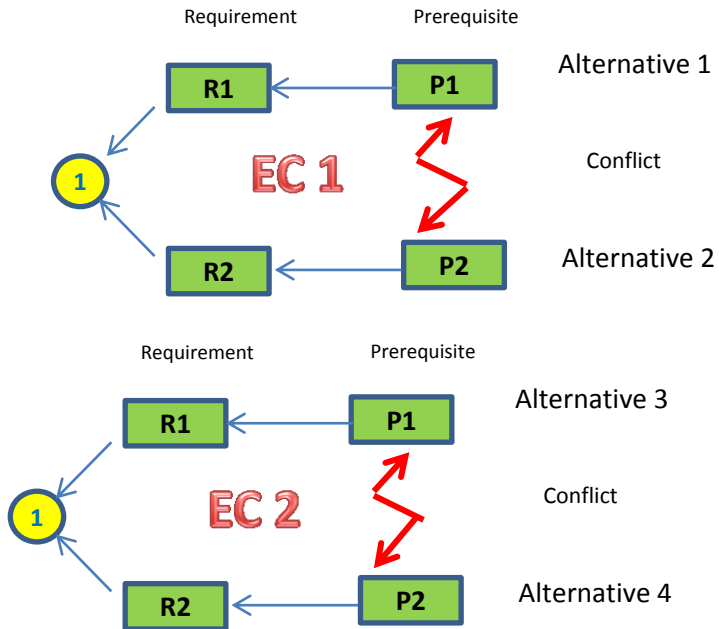 Requirement Prerequisite
R1 P1 Alternative 1
1 EC 1 Conflict
R2 P2 Alternative 2
Requirement Prerequisite
R1 P1 Alternative 3
1 EC 2 Conflict
R2 P2 Alternative 4